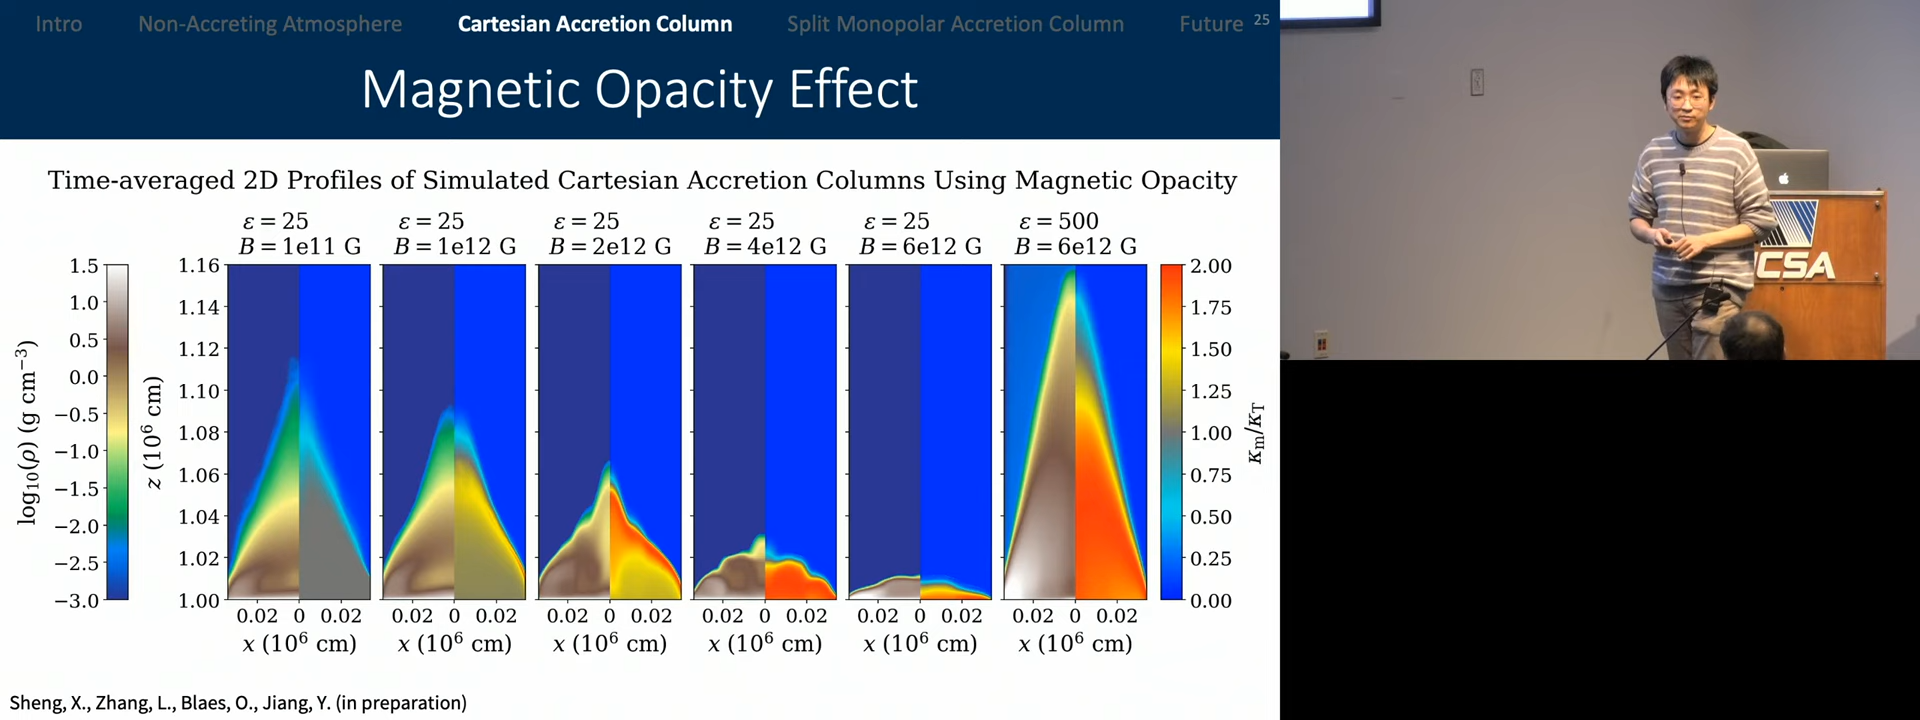 Intro Non-Accreting Atmosphere Cartesian Accretion Column Split Monopolar Accretion Column Future 25
Magnetic Opacity Effect
Time-averaged 2D Profiles of Simulated Cartesian Accretion Columns Using Magnetic Opacity
ε = 25 ε = 25 ε = 25 ε = 25 ε = 25 ε = 500
B = 1e11 G B = 1e12 G B = 2e12 G B = 4e12 G B = 6e12 G B = 6e12 G
log₁₀(ρ) (g cm⁻³)
1.5
1.0
0.5
0.0
−0.5
−1.0
−1.5
−2.0
−2.5
−3.0
z (10⁶ cm)
1.16
1.14
1.12
1.10
1.08
1.06
1.04
1.02
1.00
0.02 0 0.02 0.02 0 0.02 0.02 0 0.02 0.02 0 0.02 0.02 0 0.02 0.02 0 0.02
x (10⁶ cm) x (10⁶ cm) x (10⁶ cm) x (10⁶ cm) x (10⁶ cm) x (10⁶ cm)
2.00
1.75
1.50
1.25
1.00
0.75
0.50
0.25
0.00
κₘ/κ_T
Sheng, X., Zhang, L., Blaes, O., Jiang, Y. (in preparation)
CSA